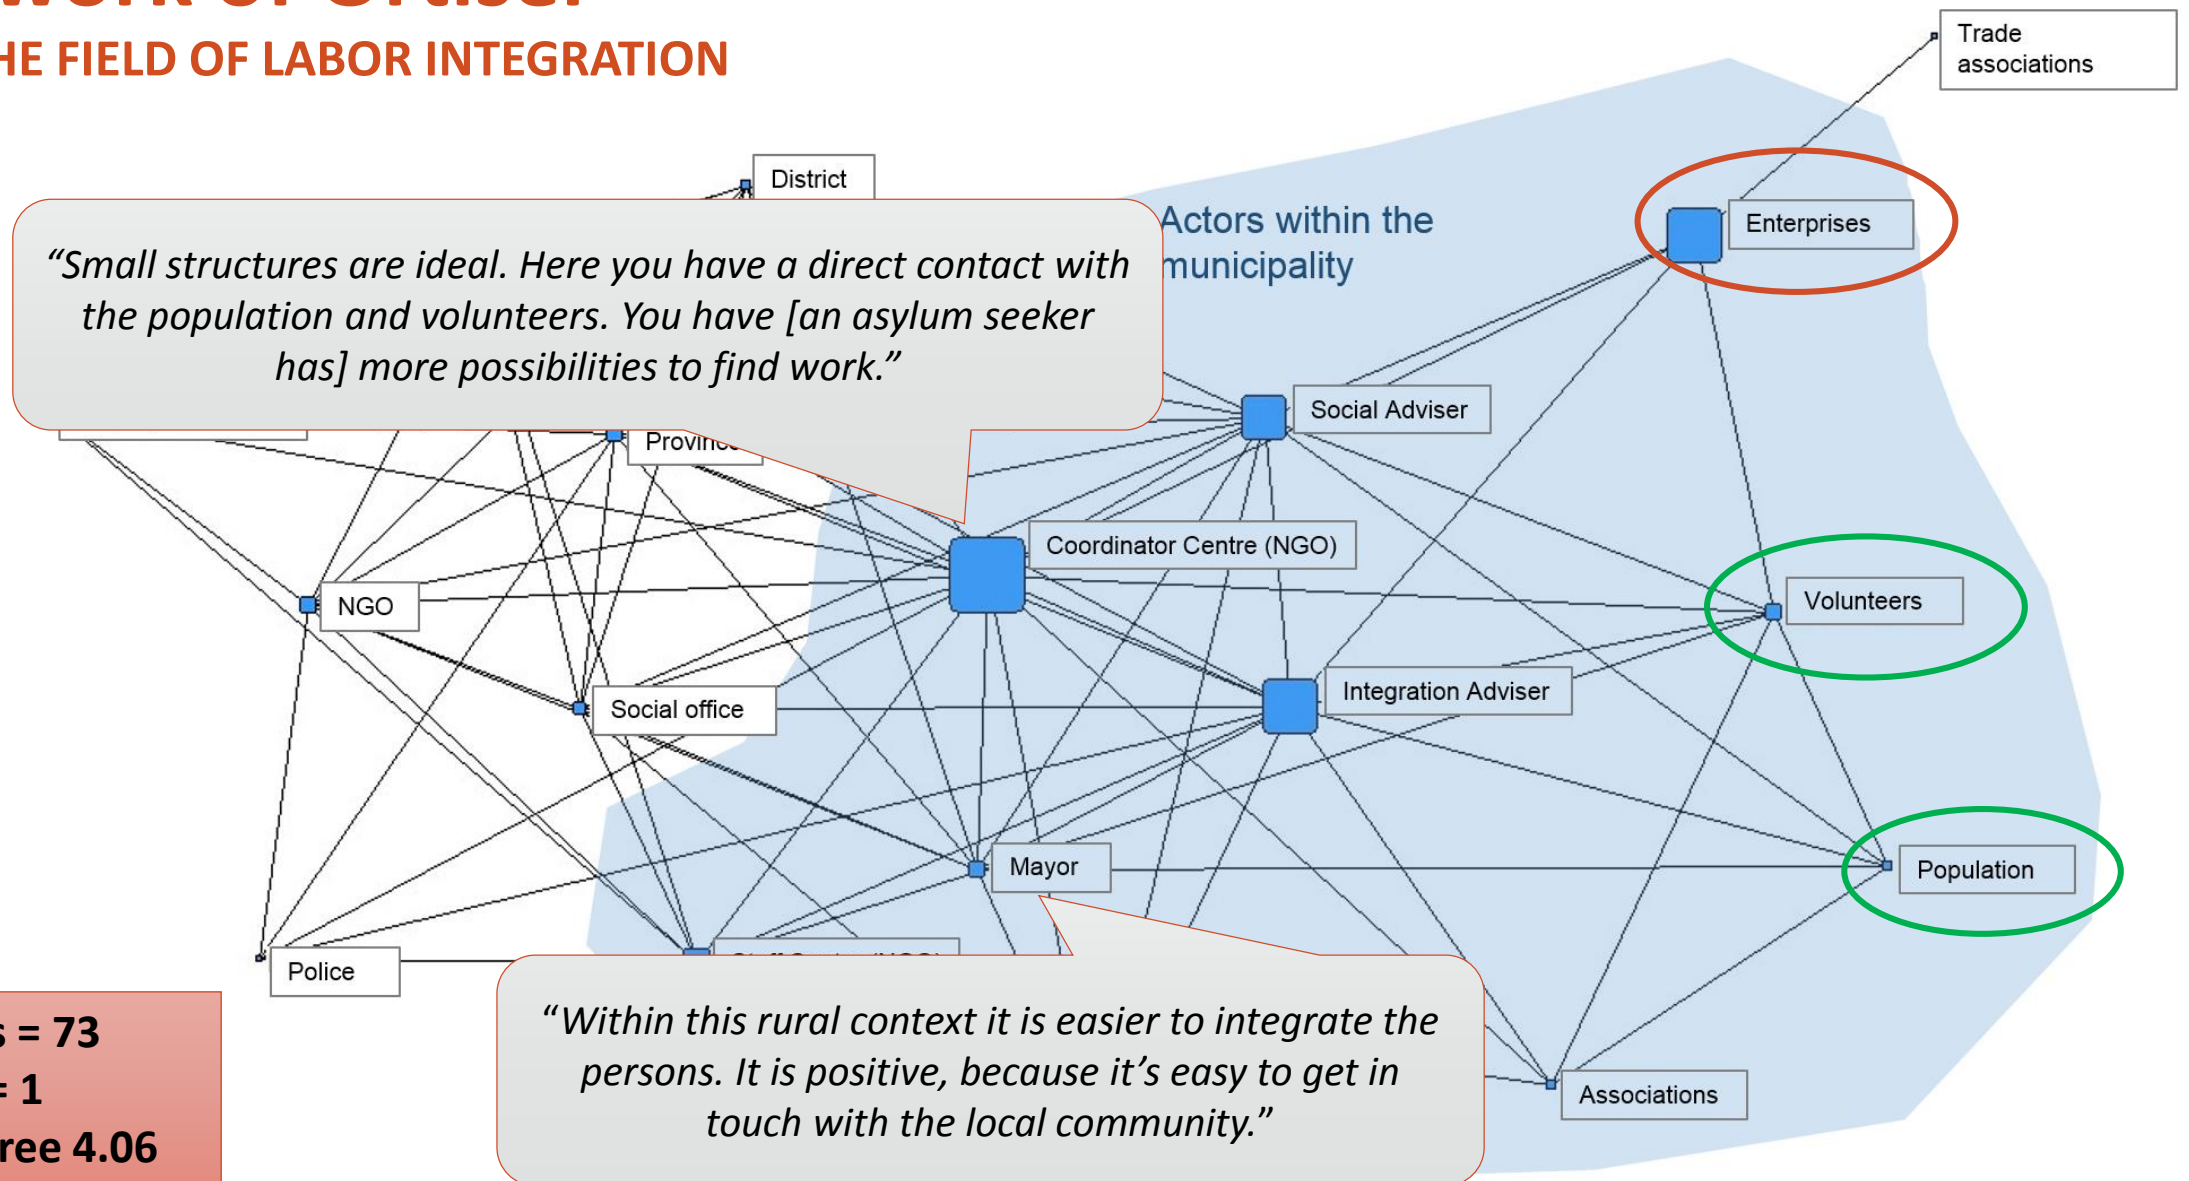 HE FIELD OF LABOR INTEGRATION
Trade
associations
District
Actors within the
municipality
Enterprises
“Small structures are ideal. Here you have a direct contact with
the population and volunteers. You have [an asylum seeker
has] more possibilities to find work.”
Social Adviser
Province
Coordinator Centre (NGO)
Volunteers
NGO
Integration Adviser
Social office
Mayor
Population
Police
“Within this rural context it is easier to integrate the
persons. It is positive, because it’s easy to get in
touch with the local community.”
Associations
s = 73
= 1
ree 4.06